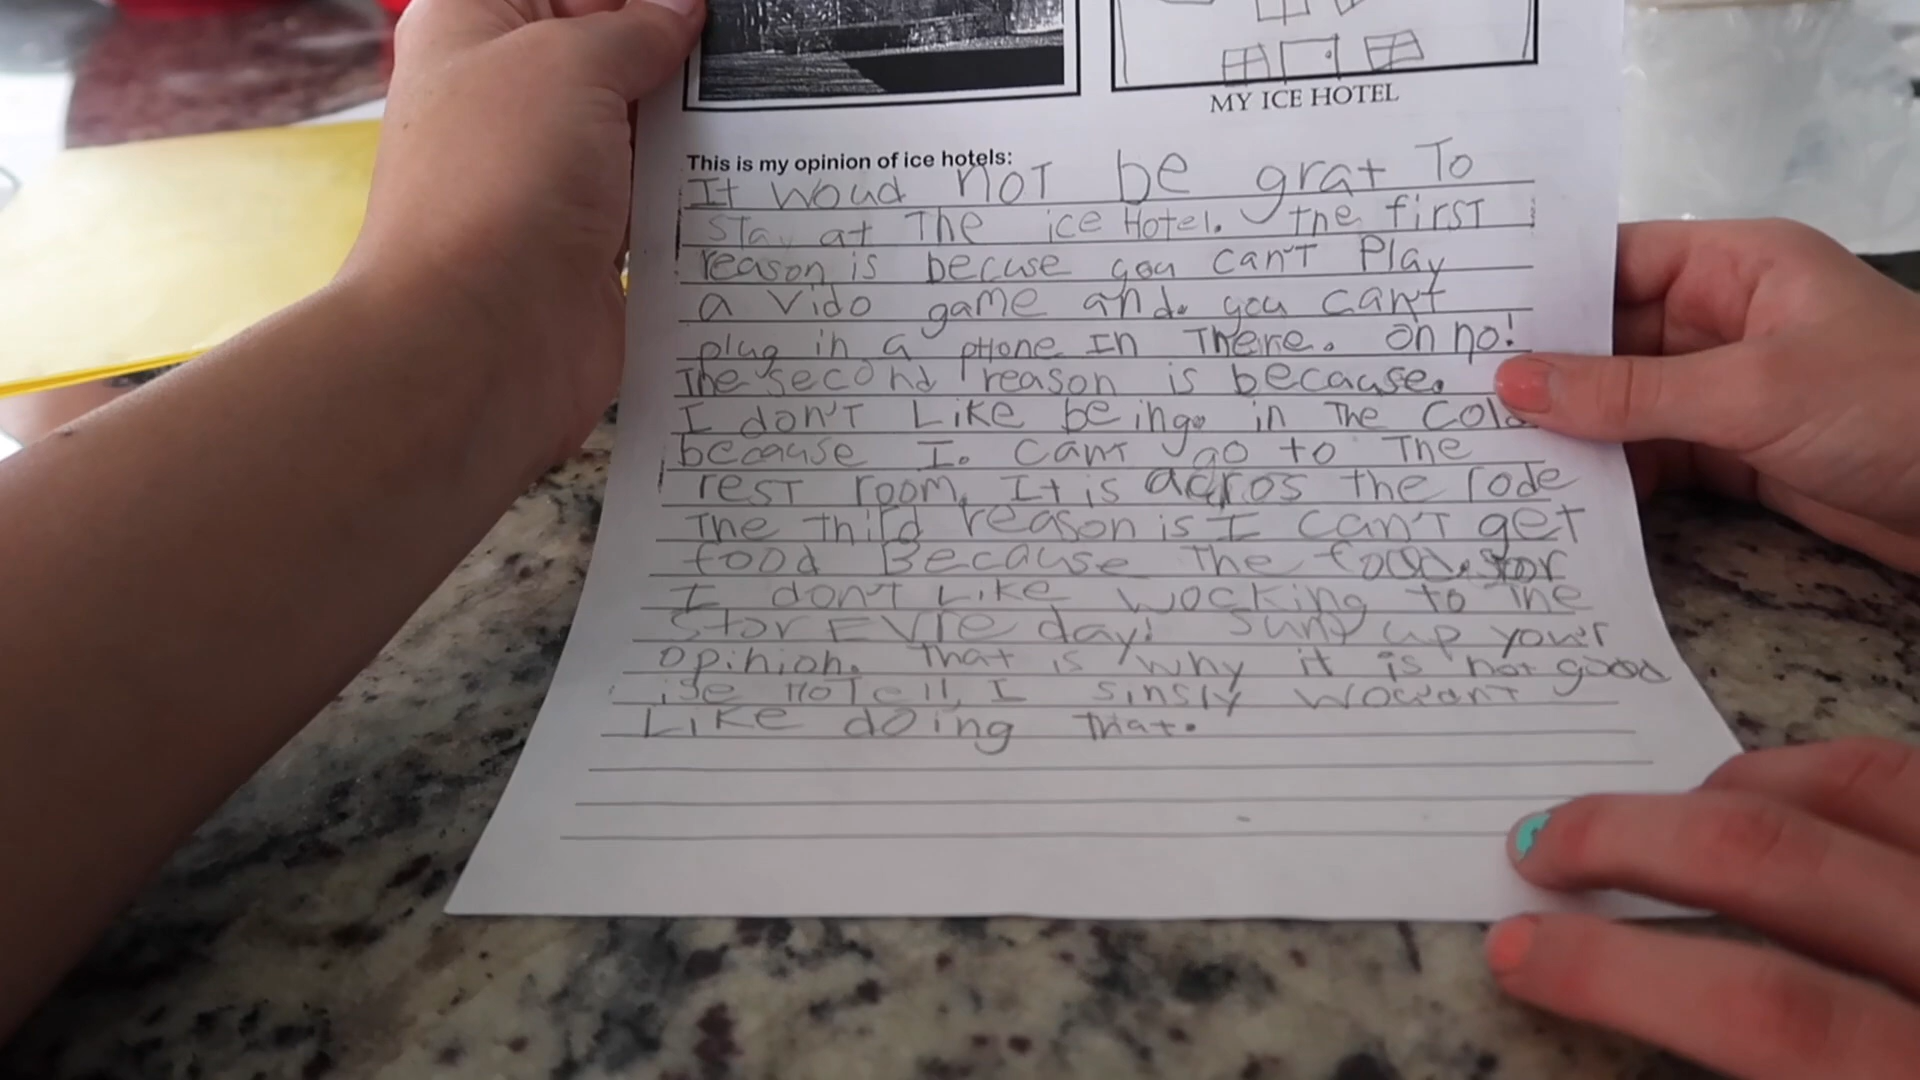 MY ICE HOTEL
This is my opinion of ice hotels:
It woud not be grat To
stay at The ice Hotel. The first
reason is becuse you can't Play
a vido game and. you can't
plug in a pHone In There. oh no!
The second reason is because.
I don't Like being. in The Cold
because I. can't go to The
rest room. It is acros the rode
The third reason is I can't get
food Because The food. stor
I don't Like wocking to The
Stor Evre day! Sum up your
opinion. That is why it is not good
ise Hotell, I sinsly
Like doing That.